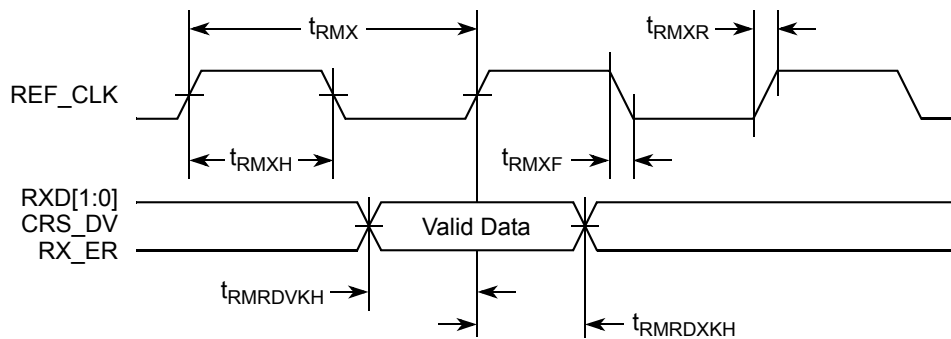 tRMX
tRMXR
REF_CLK
tRMXH
tRMXF
RXD[1:0]
CRS_DV
RX_ER
Valid Data
tRMRDVKH
tRMRDXKH